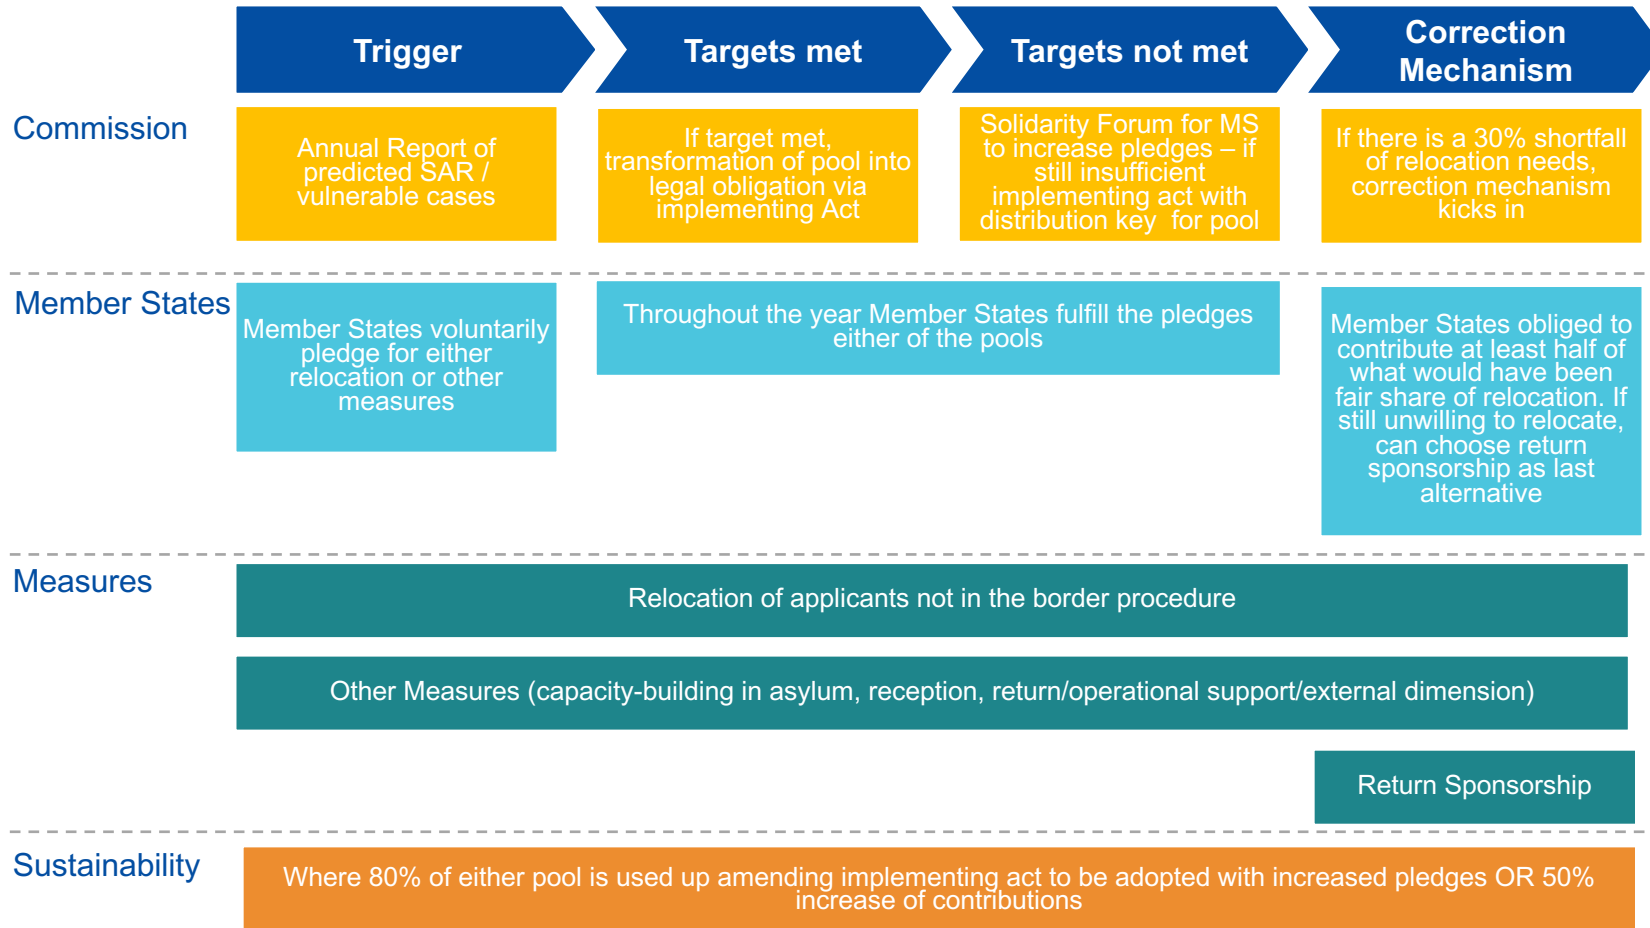 Trigger
Targets met
Targets not met
Correction
Mechanism
Commission
Annual Report of
predicted SAR /
vulnerable cases
If target met,
transformation of pool into
legal obligation via
implementing Act
Solidarity Forum for MS
to increase pledges – if
still insufficient
implementing act with
distribution key for pool
If there is a 30% shortfall
of relocation needs,
correction mechanism
kicks in
Member States
Member States voluntarily
pledge for either
relocation or other
measures
Throughout the year Member States fulfill the pledges
either of the pools
Member States obliged to
contribute at least half of
what would have been
fair share of relocation. If
still unwilling to relocate,
can choose return
sponsorship as last
alternative
Measures
Relocation of applicants not in the border procedure
Other Measures (capacity-building in asylum, reception, return/operational support/external dimension)
Return Sponsorship
Sustainability
Where 80% of either pool is used up amending implementing act to be adopted with increased pledges OR 50%
increase of contributions